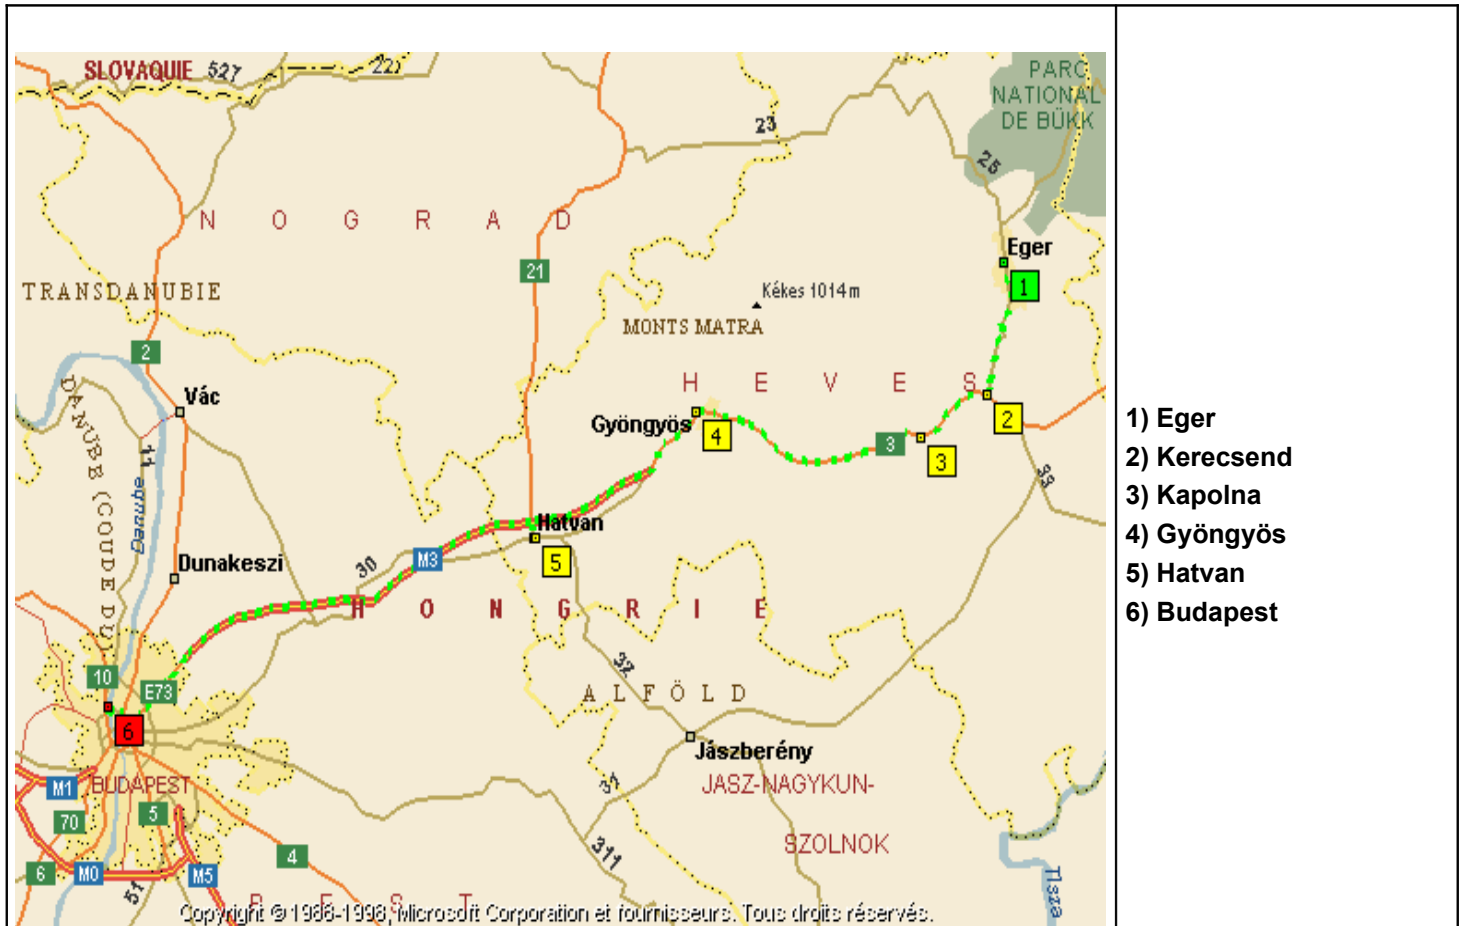 SLOVAQUIE
527
22
PARC
NATIONAL
DE BÜKK
23
25
N O G R A D
Eger
1
21
TRANSDANUBIE
Kékes 1014 m
MONTS MATRA
2
H E V E S
Vác
Gyöngyös
4
2
3
3
33
DANUBE (COUDE DU)
11
Danube
Hatvan
5
M3
30
Dunakeszi
H O N G R I E
32
10
E73
A L F Ö L D
6
Jászberény
31
JASZ-NAGYKUN-
SZOLNOK
M1
BUDAPEST
70
5
311
4
6
M0
M5
51
P E S T
Tisza
Copyright © 1988-1998, Microsoft Corporation et fournisseurs. Tous droits réservés.
1) Eger
2) Kerecsend
3) Kapolna
4) Gyöngyös
5) Hatvan
6) Budapest